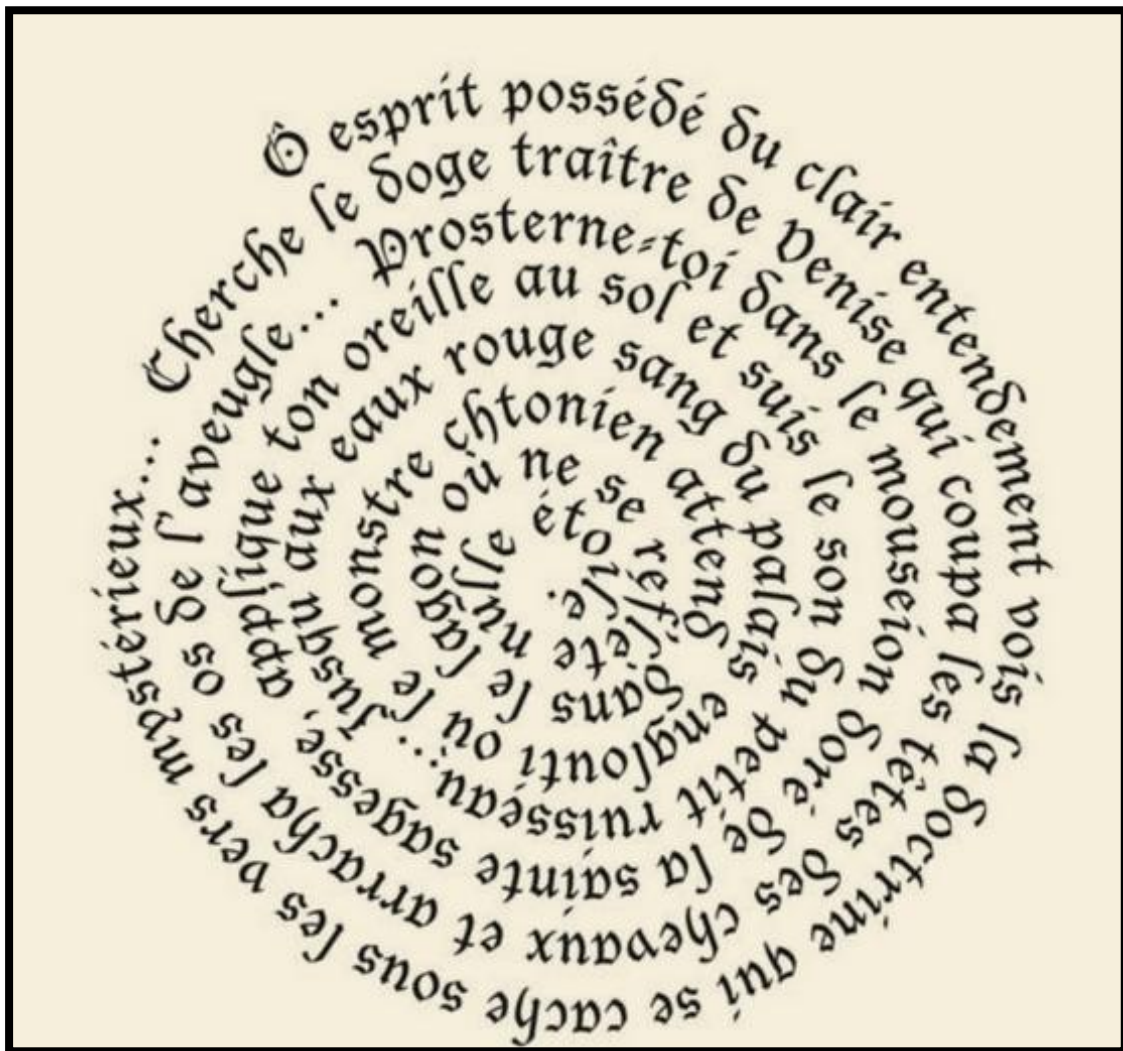 Ô esprit possédé du clair entendement vois la doctrine qui se cache sous les vers mystérieux...
Cherche le doge traître de Venise qui coupa les têtes des chevaux et arracha les os de l'aveugle...
Prosterne-toi dans le mouseion doré de la sainte sagesse, applique ton oreille au sol et suis le son du petit ruisseau...
Jusqu'aux eaux rouge sang du palais englouti où le monstre chtonien attend
dans le lagon où ne se reflète nulle étoile.